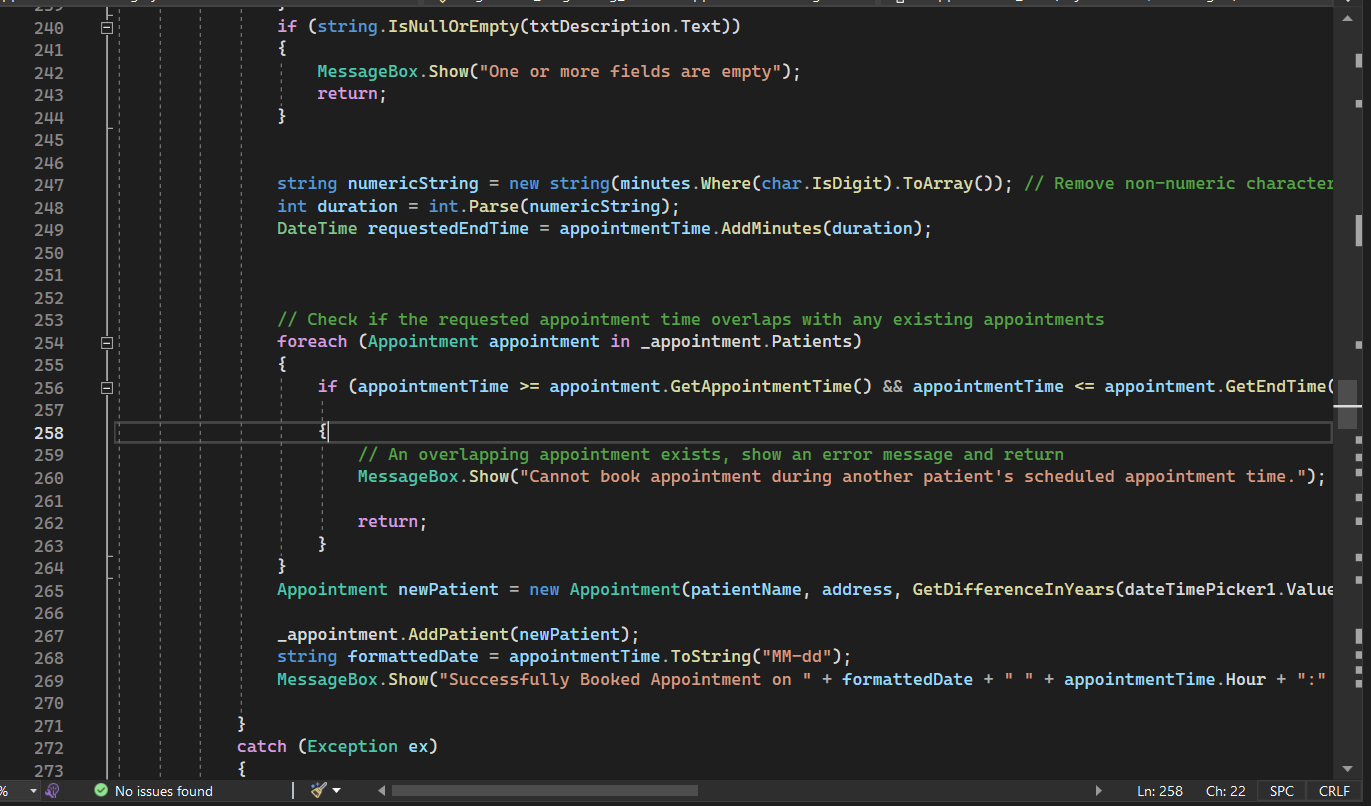 240 if (string.IsNullOrEmpty(txtDescription.Text))
241 {
242 MessageBox.Show("One or more fields are empty");
243 return;
244 }
245
246
247 string numericString = new string(minutes.Where(char.IsDigit).ToArray()); // Remove non-numeric character
248 int duration = int.Parse(numericString);
249 DateTime requestedEndTime = appointmentTime.AddMinutes(duration);
250
251
252
253 // Check if the requested appointment time overlaps with any existing appointments
254 foreach (Appointment appointment in _appointment.Patients)
255 {
256 if (appointmentTime >= appointment.GetAppointmentTime() && appointmentTime <= appointment.GetEndTime(
257
258 {
259 // An overlapping appointment exists, show an error message and return
260 MessageBox.Show("Cannot book appointment during another patient's scheduled appointment time.");
261
262 return;
263 }
264 }
265 Appointment newPatient = new Appointment(patientName, address, GetDifferenceInYears(dateTimePicker1.Value
266
267 _appointment.AddPatient(newPatient);
268 string formattedDate = appointmentTime.ToString("MM-dd");
269 MessageBox.Show("Successfully Booked Appointment on " + formattedDate + " " + appointmentTime.Hour + ":"
270
271 }
272 catch (Exception ex)
273 {
% No issues found Ln: 258 Ch: 22 SPC CRLF